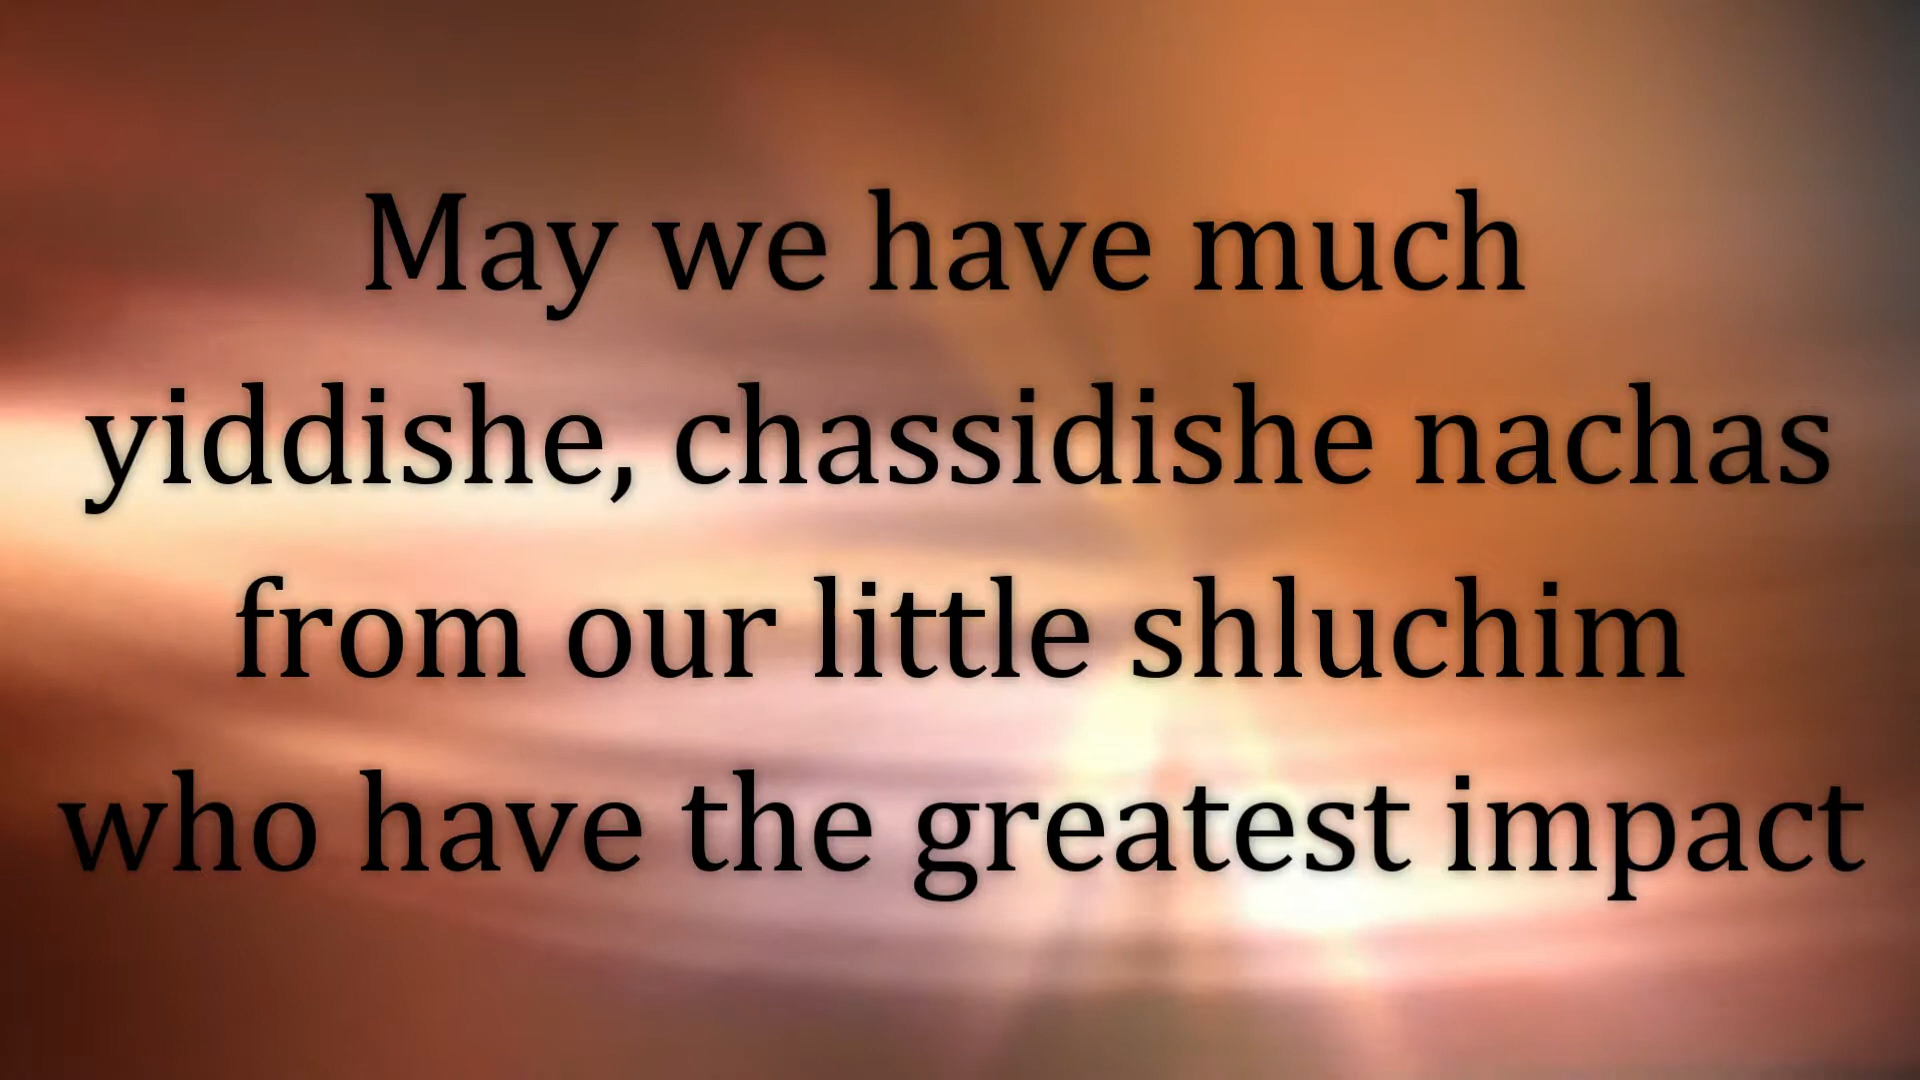 May we have much
yiddishe, chassidishe nachas
from our little shluchim
who have the greatest impact